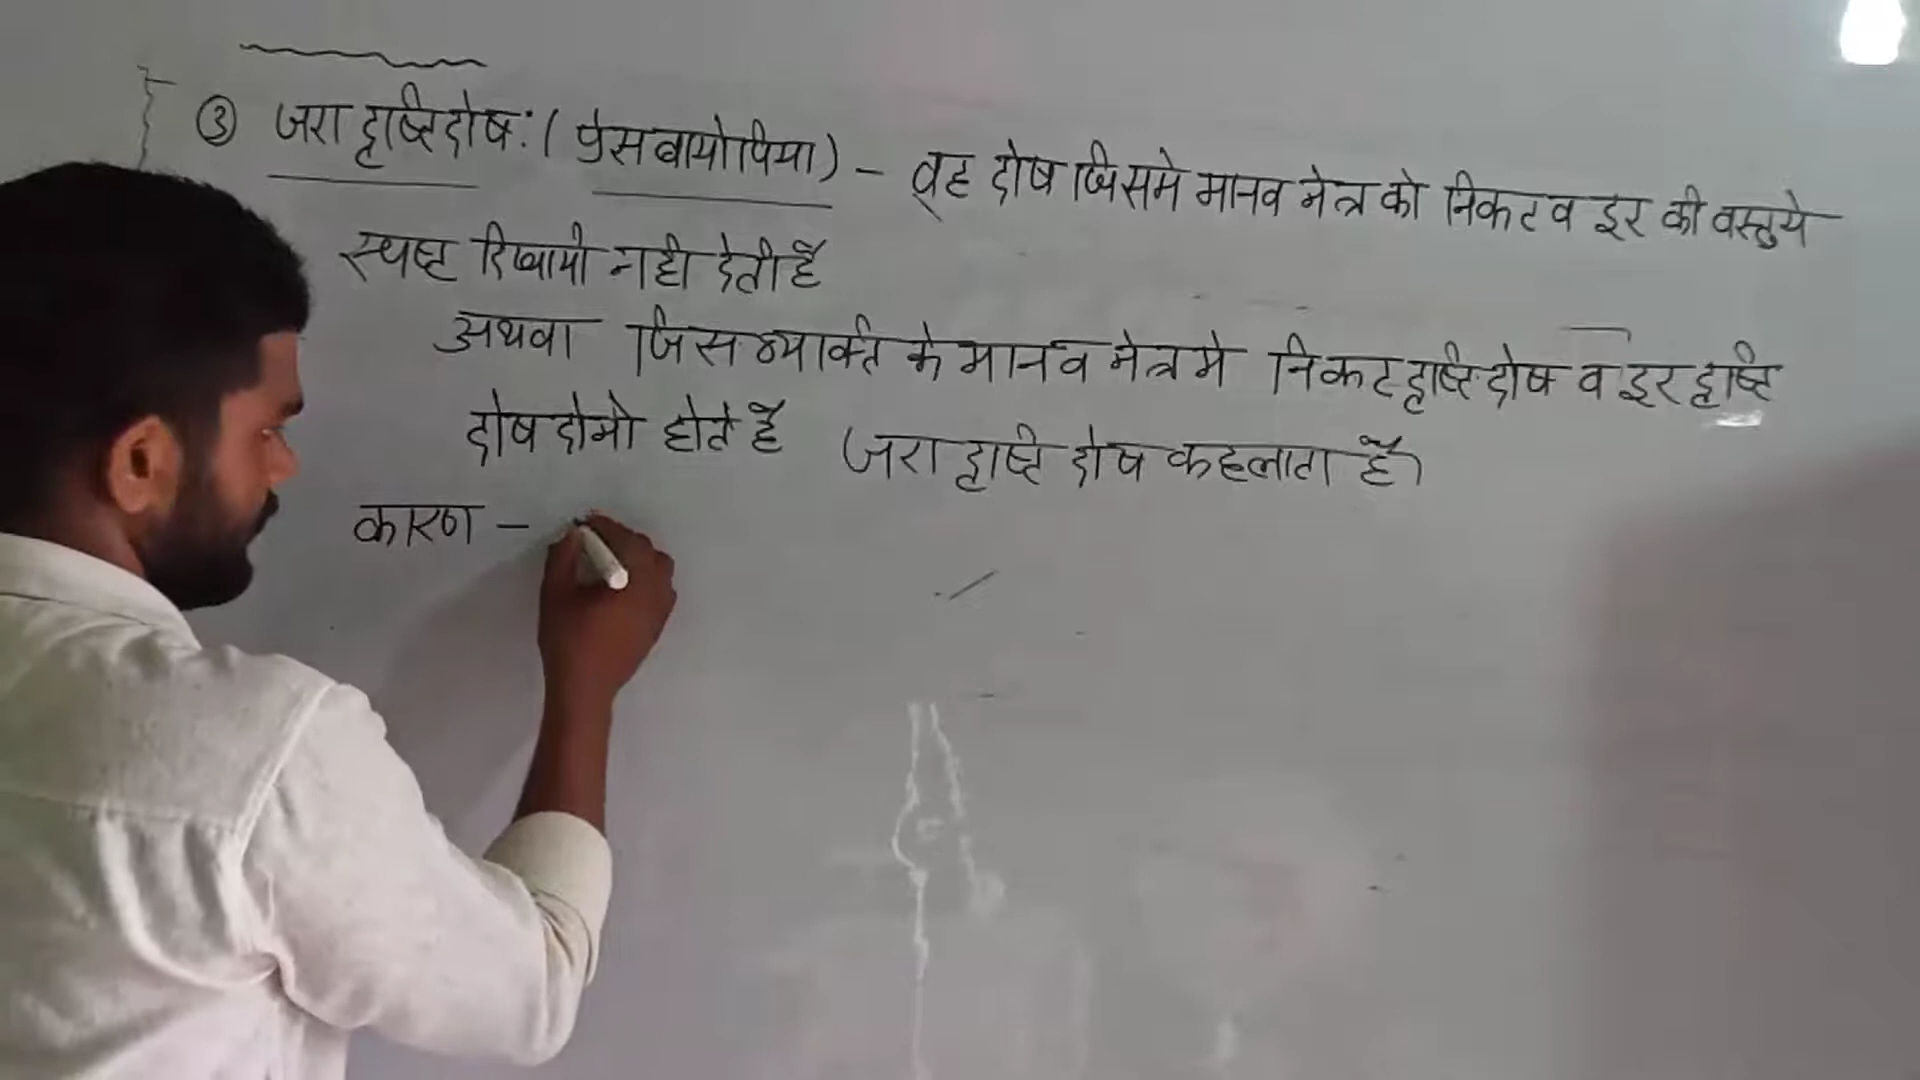 ③ जरा दृष्टि दोष : ( प्रेसबायोपिया ) – वह दोष जिसमे मानव नेत्र को निकट व दूर की वस्तुये
स्पष्ट दिखायी नही देती है
अथवा जिस व्यक्ति के मानव नेत्र मे निकट दृष्टि दोष व दूर दृष्टि
दोष दोनो होते है (जरा दृष्टि दोष कहलाता है।
कारण –